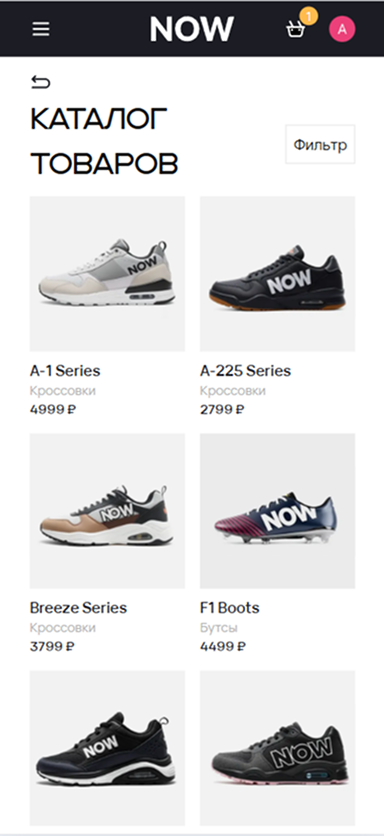 NOW
1
A
КАТАЛОГ
ТОВАРОВ
Фильтр
NOW
NOW
A-1 Series
A-225 Series
Кроссовки
Кроссовки
4999 ₽
2799 ₽
NOW
NOW
Breeze Series
F1 Boots
Кроссовки
Бутсы
3799 ₽
4499 ₽
NOW
NOW